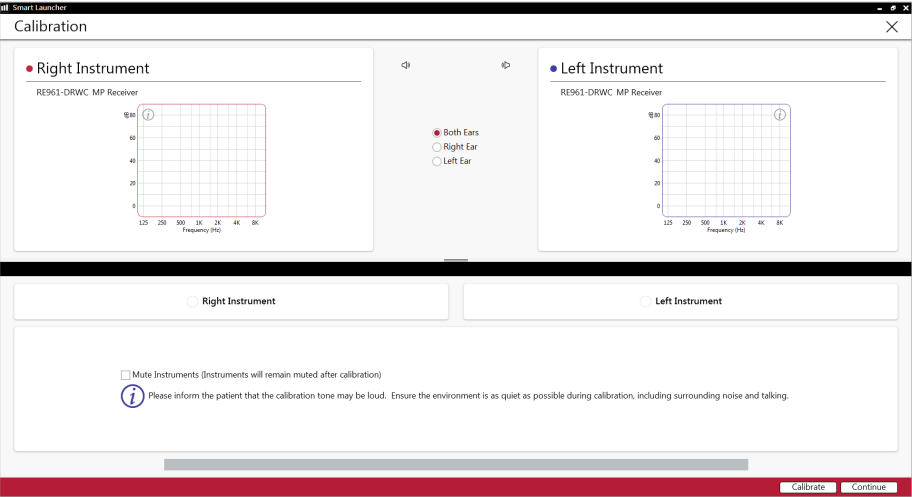 Smart Launcher
Calibration
Right Instrument
RE961-DRWC MP Receiver
dB
80
60
40
20
0
125 250 500 1K 2K 4K 8K
Frequency (Hz)
Both Ears
Right Ear
Left Ear
Left Instrument
RE961-DRWC MP Receiver
dB
80
60
40
20
0
125 250 500 1K 2K 4K 8K
Frequency (Hz)
Right Instrument
Left Instrument
Mute Instruments (Instruments will remain muted after calibration)
Please inform the patient that the calibration tone may be loud. Ensure the environment is as quiet as possible during calibration, including surrounding noise and talking.
Calibrate
Continue